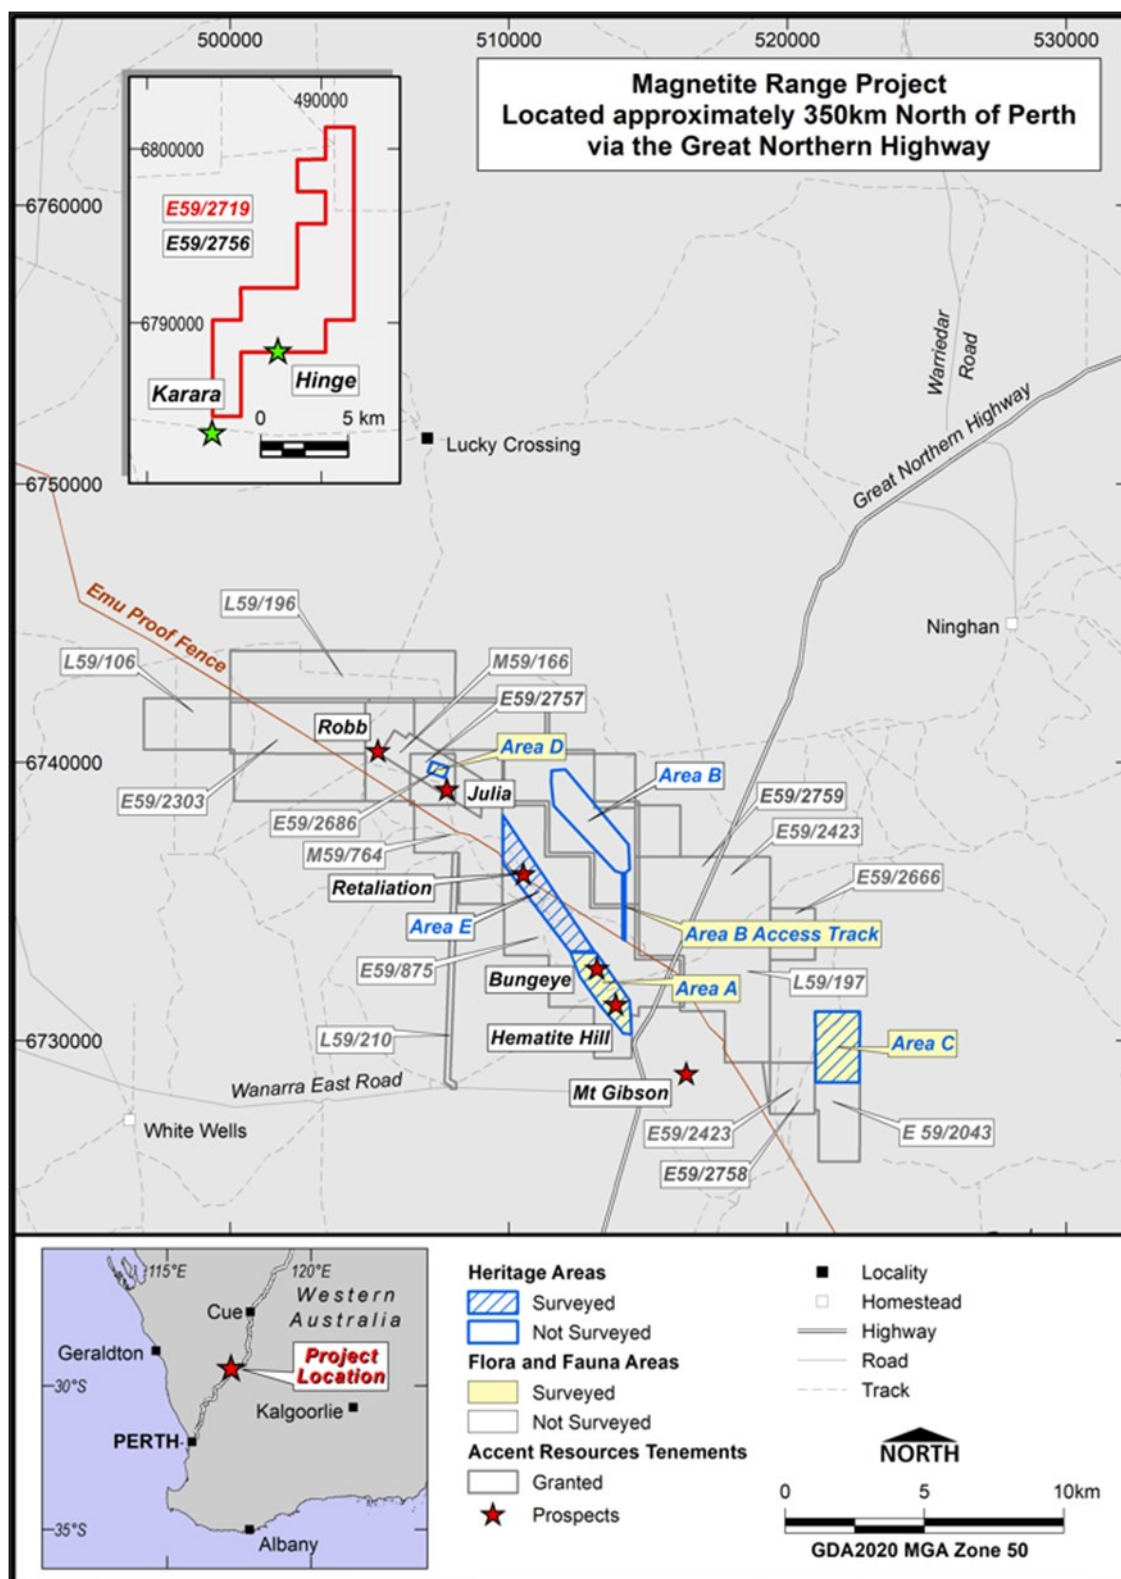 500000
510000
520000
530000
Magnetite Range Project
Located approximately 350km North of Perth
via the Great Northern Highway
490000
6800000
6760000
E59/2719
E59/2756
6790000
Hinge
Karara
0
5 km
Lucky Crossing
6750000
Warriedar
Road
Great Northern Highway
Emu Proof Fence
L59/196
Ninghan
L59/106
M59/166
E59/2757
Robb
Area D
6740000
Area B
Julia
E59/2303
E59/2759
E59/2686
E59/2423
M59/764
E59/2666
Retaliation
Area E
Area B Access Track
E59/875
Bungeye
Area A
L59/197
L59/210
Hematite Hill
Area C
6730000
Wanarra East Road
Mt Gibson
White Wells
E59/2423
E 59/2043
E59/2758
115°E
120°E
Western
Australia
Cue
Geraldton
Project
Location
30°S
Kalgoorlie
PERTH
35°S
Albany
Heritage Areas
Surveyed
Not Surveyed
Flora and Fauna Areas
Surveyed
Not Surveyed
Accent Resources Tenements
Granted
Prospects
Locality
Homestead
Highway
Road
Track
NORTH
0
5
10km
GDA2020 MGA Zone 50